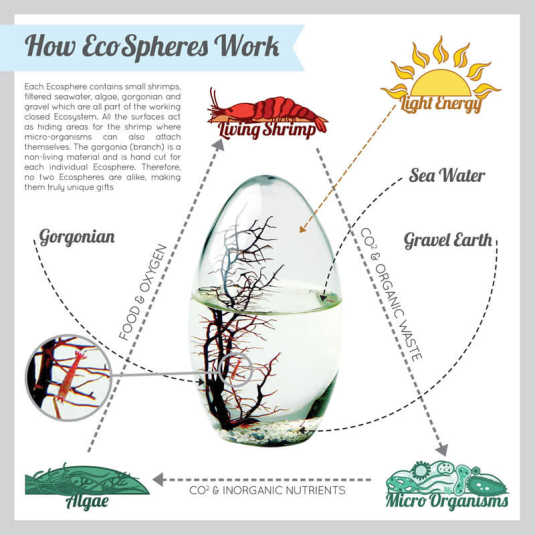 How EcoSpheres Work
Each Ecosphere contains small shrimps,
filtered seawater, algae, gorgonian and
gravel which are all part of the working
closed Ecosystem. All the surfaces act
as hiding areas for the shrimp where
micro-organisms can also attach
themselves. The gorgonia (branch) is a
non-living material and is hand cut for
each individual Ecosphere. Therefore,
no two Ecospheres are alike, making
them truly unique gifts
Light Energy
Living Shrimp
Sea Water
Gorgonian
Gravel Earth
FOOD & OXYGEN
CO² & ORGANIC WASTE
CO² & INORGANIC NUTRIENTS
Algae
Micro Organisms